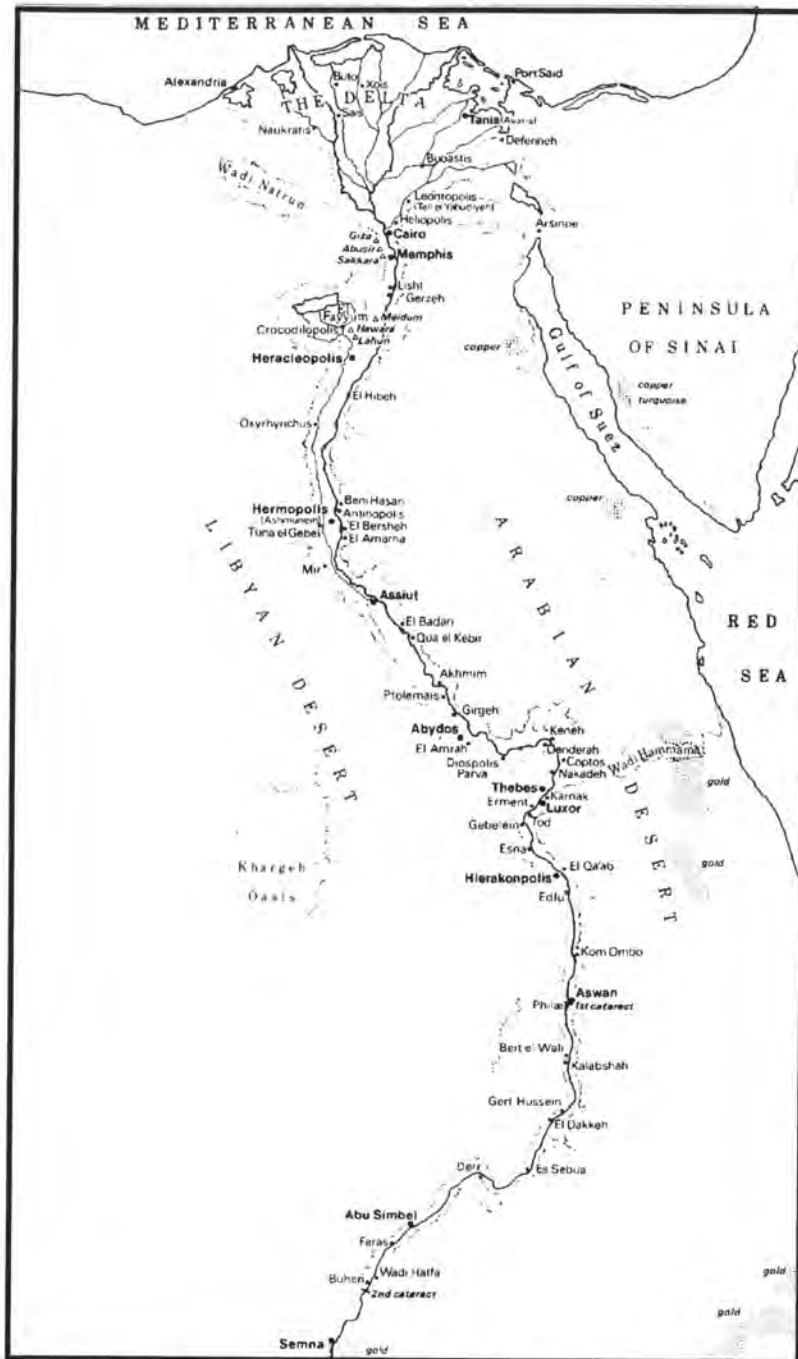 MEDITERRANEAN SEA
Alexandria
Buto
Xois
Port Said
THE DELTA
Sais
Tanis (Avaris)
Naukratis
Defenneh
Bubastis
Wadi Natrun
Leontopolis
(Tell el Yahudiyeh)
Heliopolis
Arsinoe
Giza
Cairo
Abusir
Sakkara
Memphis
Lisht
Gerzeh
PENINSULA
OF SINAI
Fayyum
Meidum
Crocodilopolis
Hawara
Lahun
copper
Gulf of Suez
Heracleopolis
copper
turquoise
El Hibeh
Oxyrhynchus
copper
Beni Hasan
Hermopolis
Antinopolis
(Ashmunein)
El Bersheh
Tuna el Gebel
El Amarna
LIBYAN DESERT
ARABIAN DESERT
Mir
Assiut
RED
SEA
El Badari
Qua el Kebir
Akhmim
Ptolemais
Girgeh
Abydos
Keneh
El Amrah
Denderah
Wadi Hammamat
Diospolis
Parva
Coptos
Nakadeh
gold
Thebes
Karnak
Erment
Luxor
Tod
Gebelein
Esna
Khargeh
Oasis
El Qa'ab
gold
Hierakonpolis
Edfu
Kom Ombo
Aswan
Philae
1st cataract
Beit el Wali
Kalabshah
Gerf Hussein
El Dakkeh
Derr
Es Sebua
Abu Simbel
Faras
Wadi Halfa
Buhen
2nd cataract
gold
gold
Semna
gold